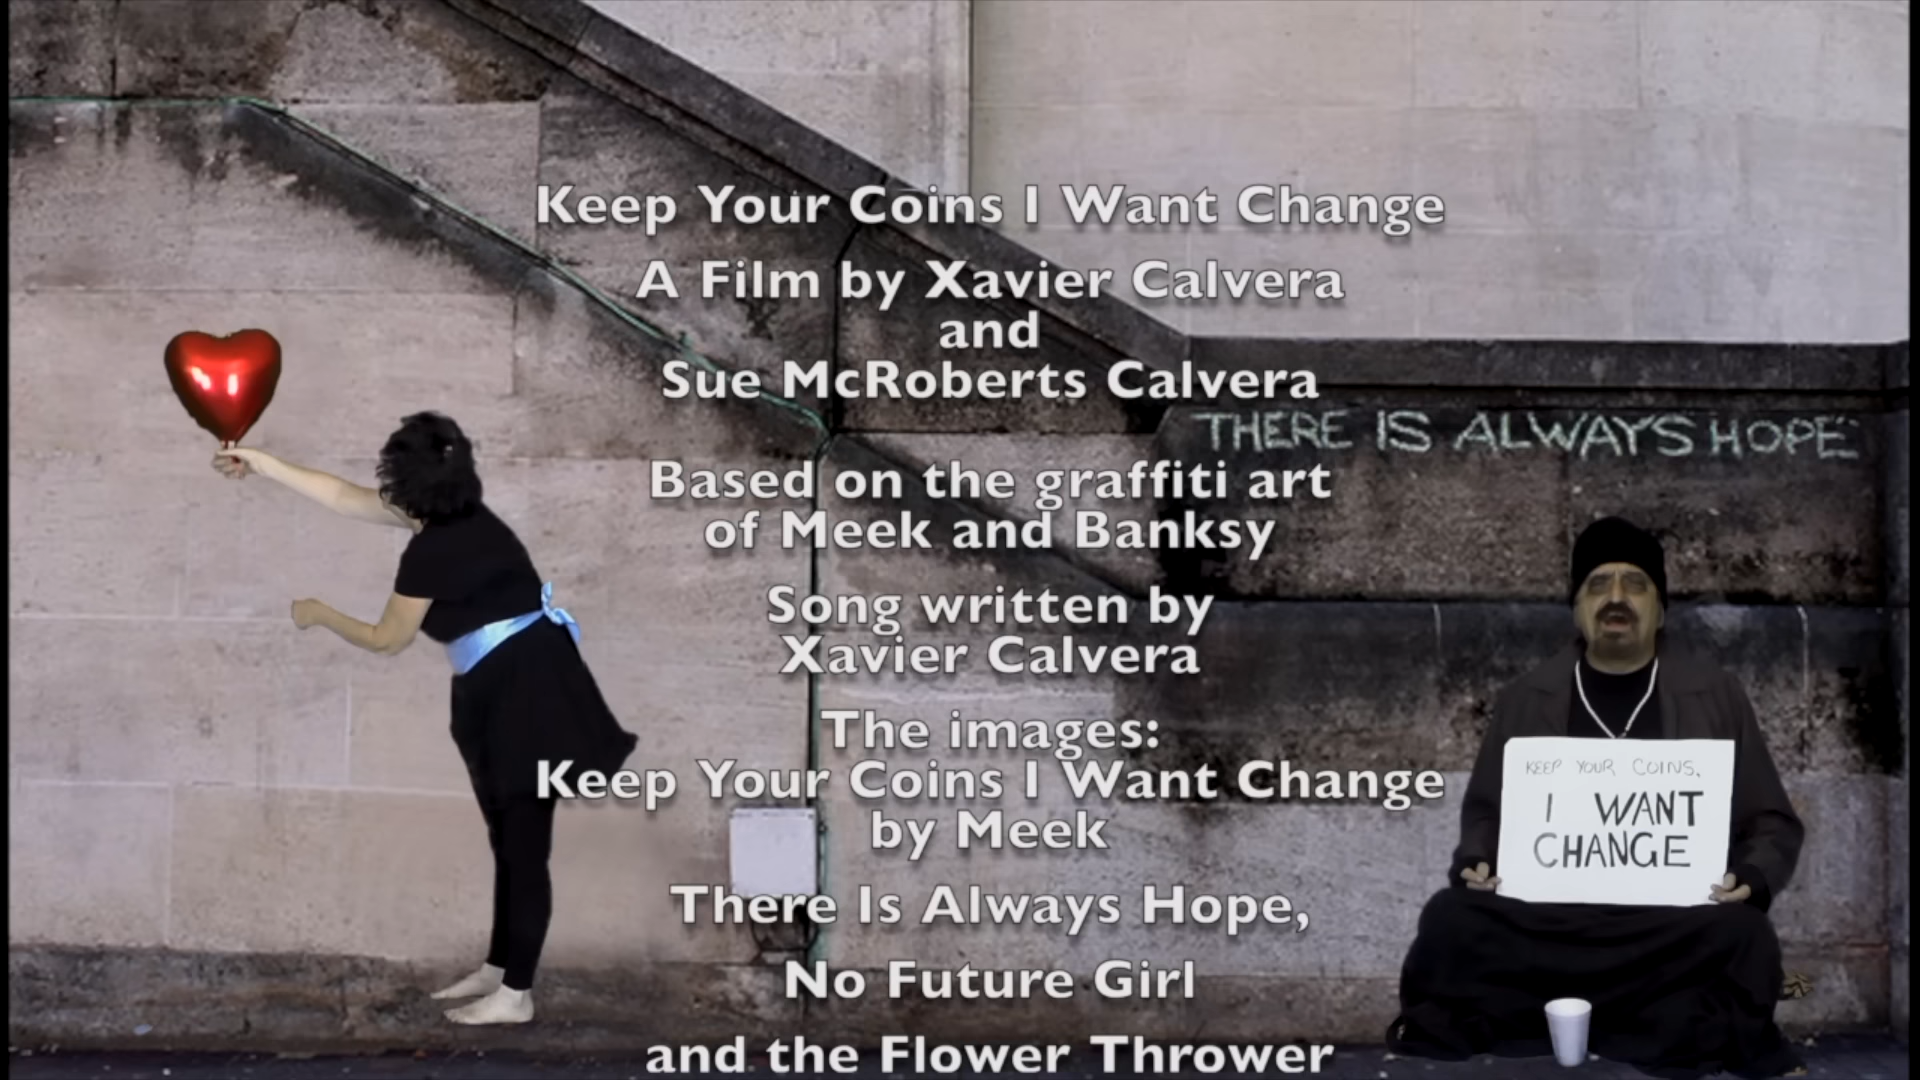 Keep Your Coins I Want Change
A Film by Xavier Calvera
and
Sue McRoberts Calvera
Based on the graffiti art
of Meek and Banksy
Song written by
Xavier Calvera
The images:
Keep Your Coins I Want Change
by Meek
There Is Always Hope,
No Future Girl
and the Flower Thrower
THERE IS ALWAYS HOPE
KEEP YOUR COINS.
I WANT
CHANGE